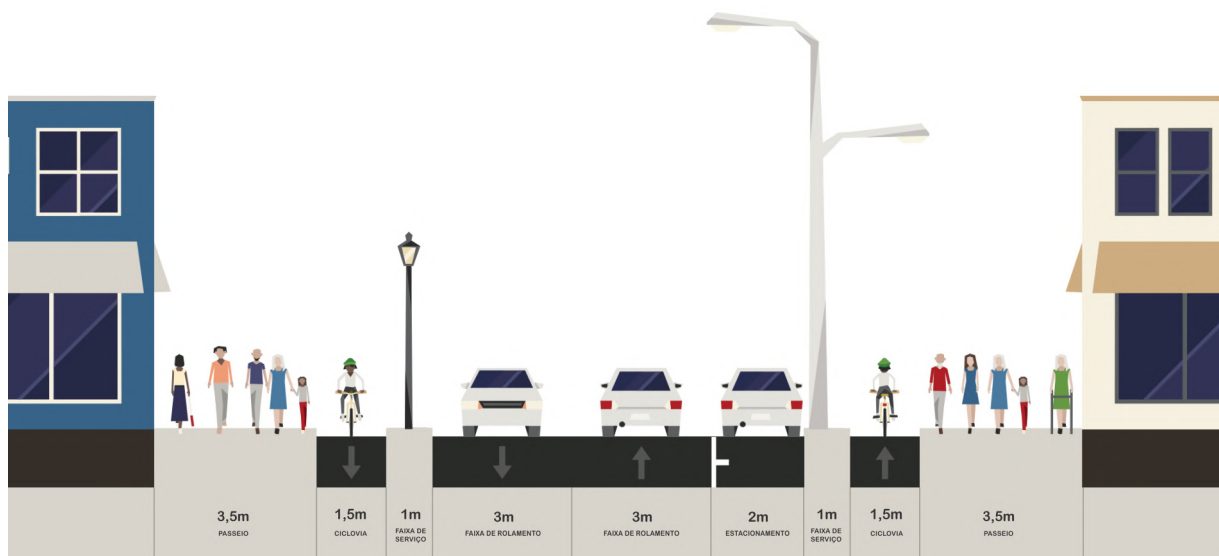 3,5m
PASSEIO
1,5m
CICLOVIA
1m
FAIXA DE
SERVIÇO
3m
FAIXA DE ROLAMENTO
3m
FAIXA DE ROLAMENTO
2m
ESTACIONAMENTO
1m
FAIXA DE
SERVIÇO
1,5m
CICLOVIA
3,5m
PASSEIO